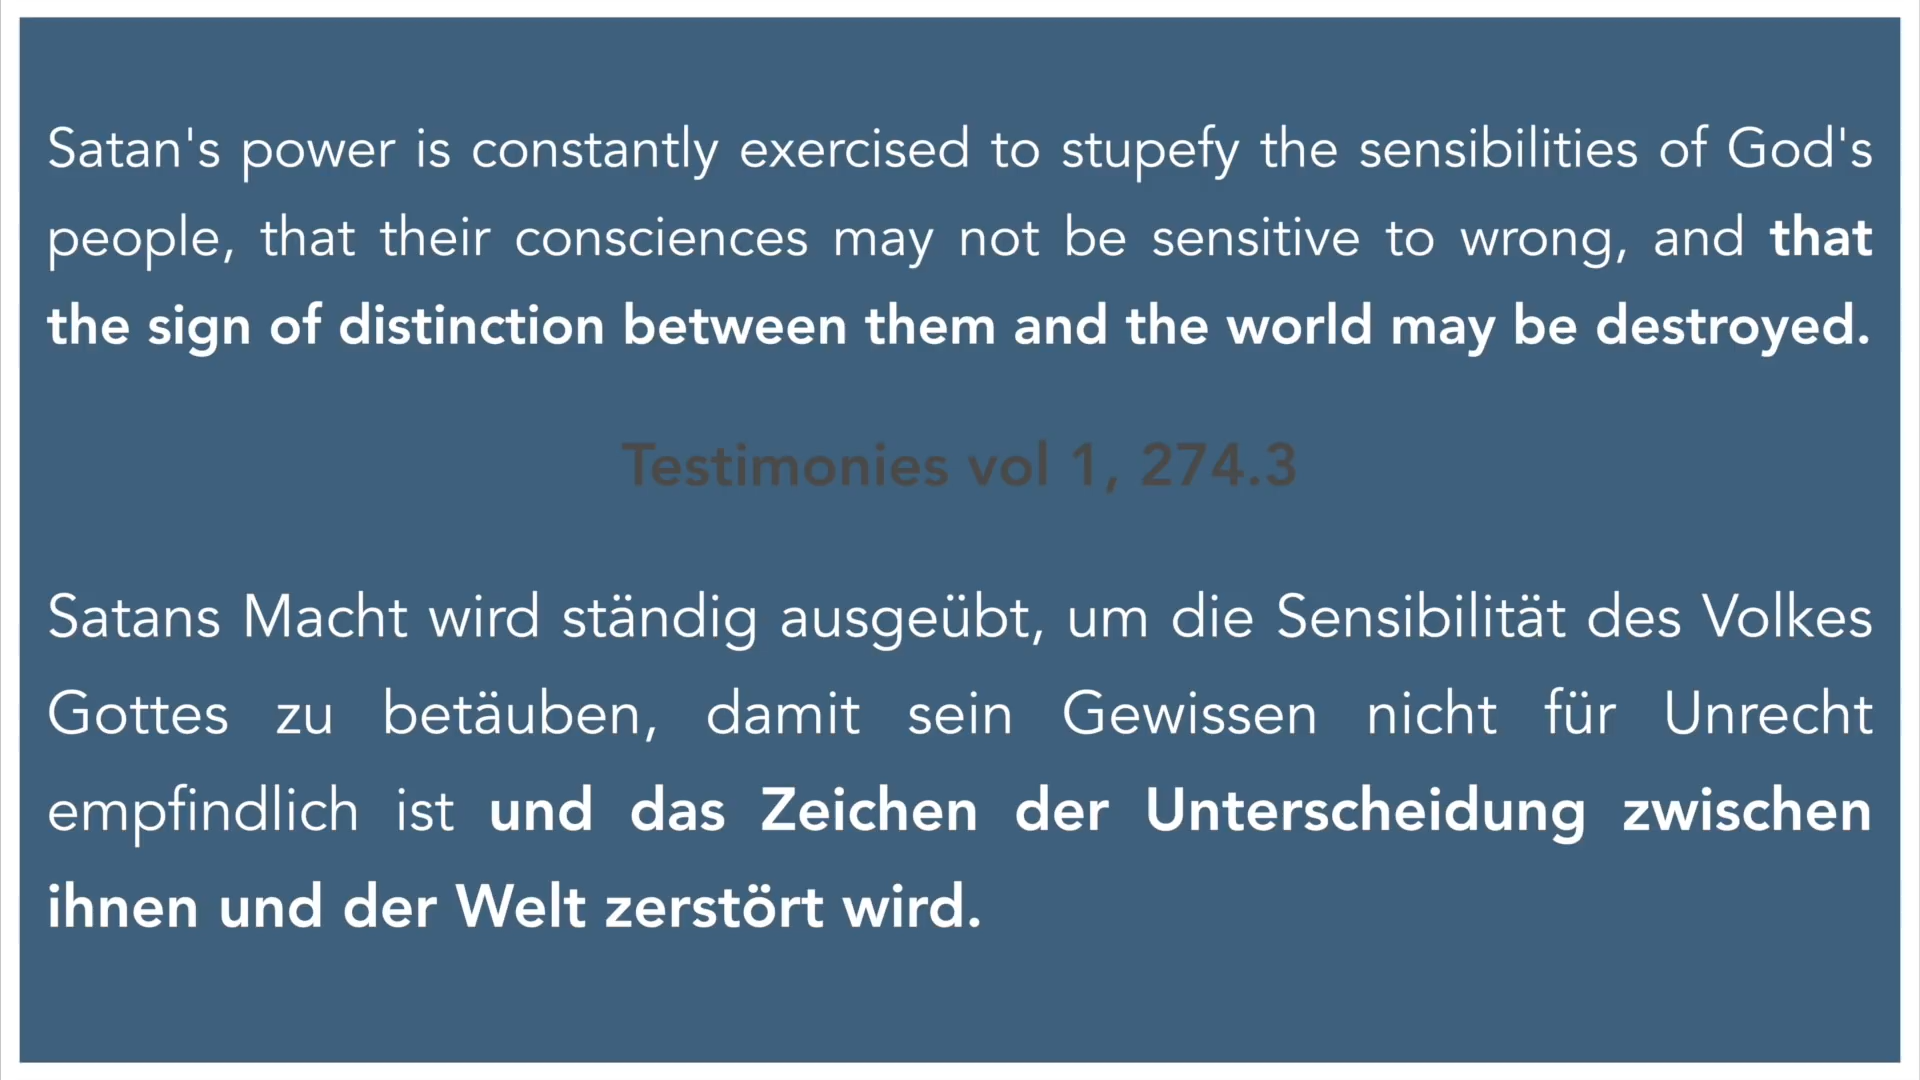 Satan's power is constantly exercised to stupefy the sensibilities of God's
people, that their consciences may not be sensitive to wrong, and that
the sign of distinction between them and the world may be destroyed.
Testimonies vol 1, 274.3
Satans Macht wird ständig ausgeübt, um die Sensibilität des Volkes
Gottes zu betäuben, damit sein Gewissen nicht für Unrecht
empfindlich ist und das Zeichen der Unterscheidung zwischen
ihnen und der Welt zerstört wird.